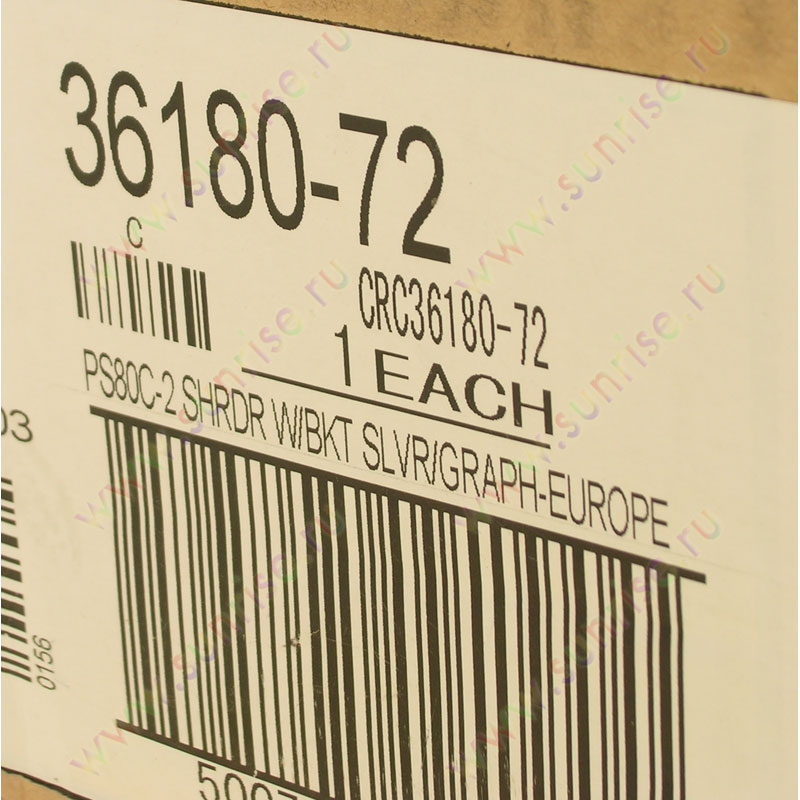 36180-72
C
CRC36180-72
1 EACH
PS80C-2 SHRDR W/BKT SLVR/GRAPH-EUROPE
03
0156
www.sunrise.ru